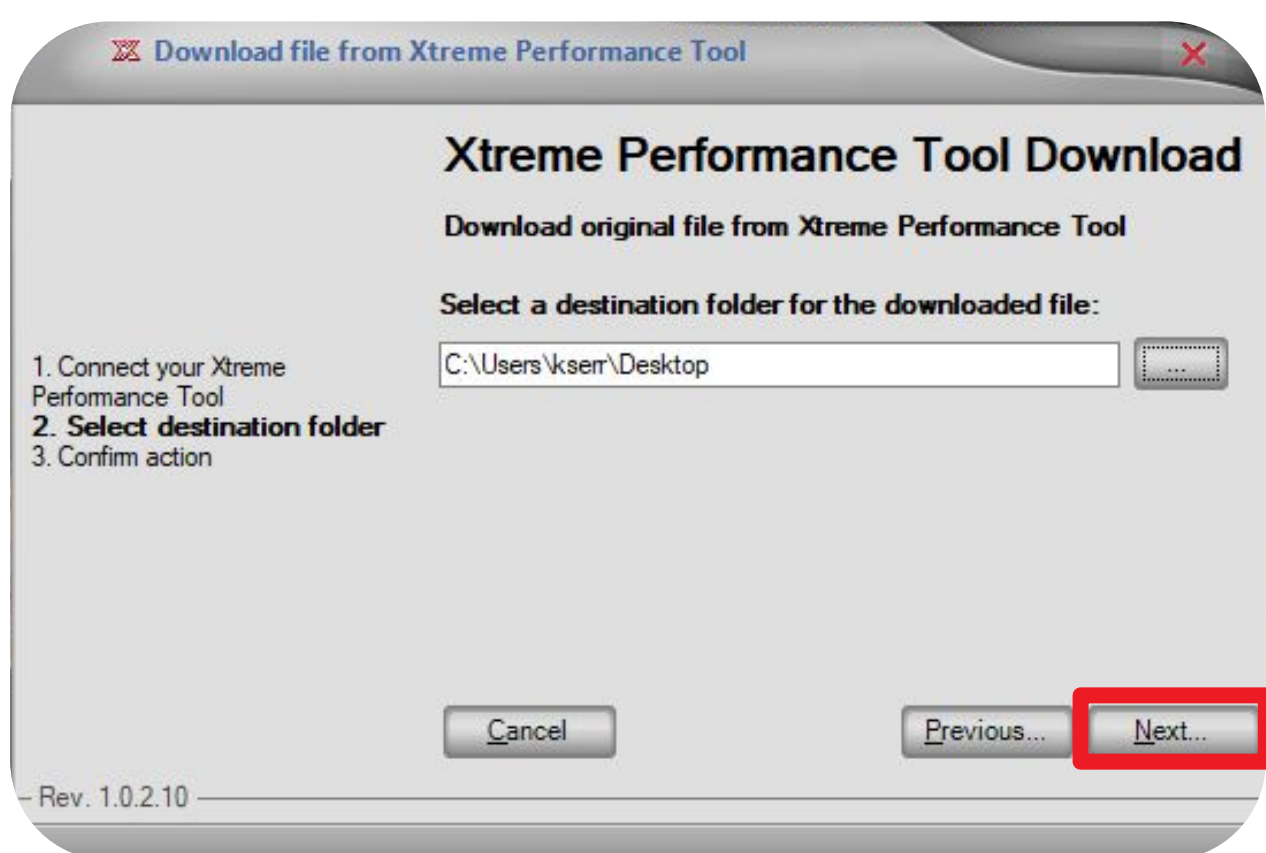 Download file from Xtreme Performance Tool
Xtreme Performance Tool Download
Download original file from Xtreme Performance Tool
Select a destination folder for the downloaded file:
C:\Users\kserr\Desktop
...
1. Connect your Xtreme
Performance Tool
2. Select destination folder
3. Confirm action
Cancel
Previous...
Next...
Rev. 1.0.2.10